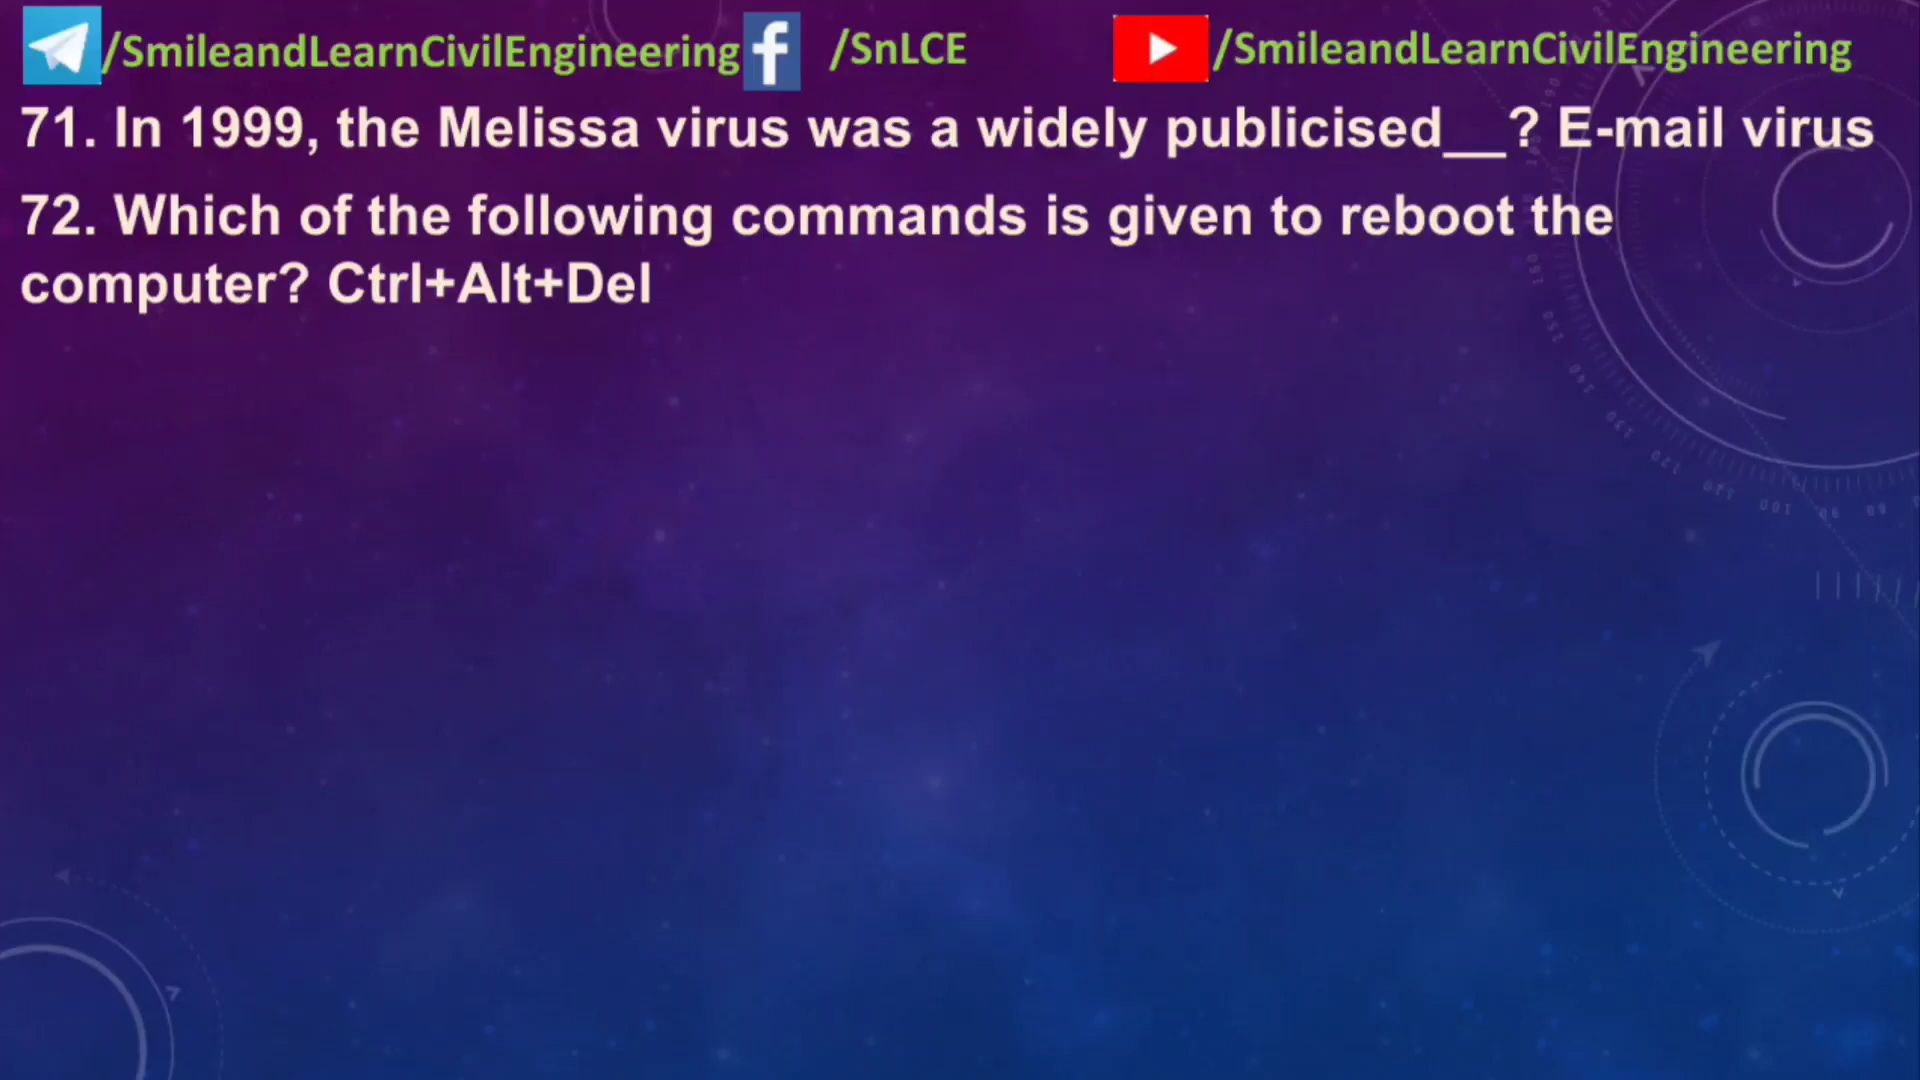 /SmileandLearnCivilEngineering /SnLCE /SmileandLearnCivilEngineering
71. In 1999, the Melissa virus was a widely publicised__? E-mail virus
72. Which of the following commands is given to reboot the
computer? Ctrl+Alt+Del